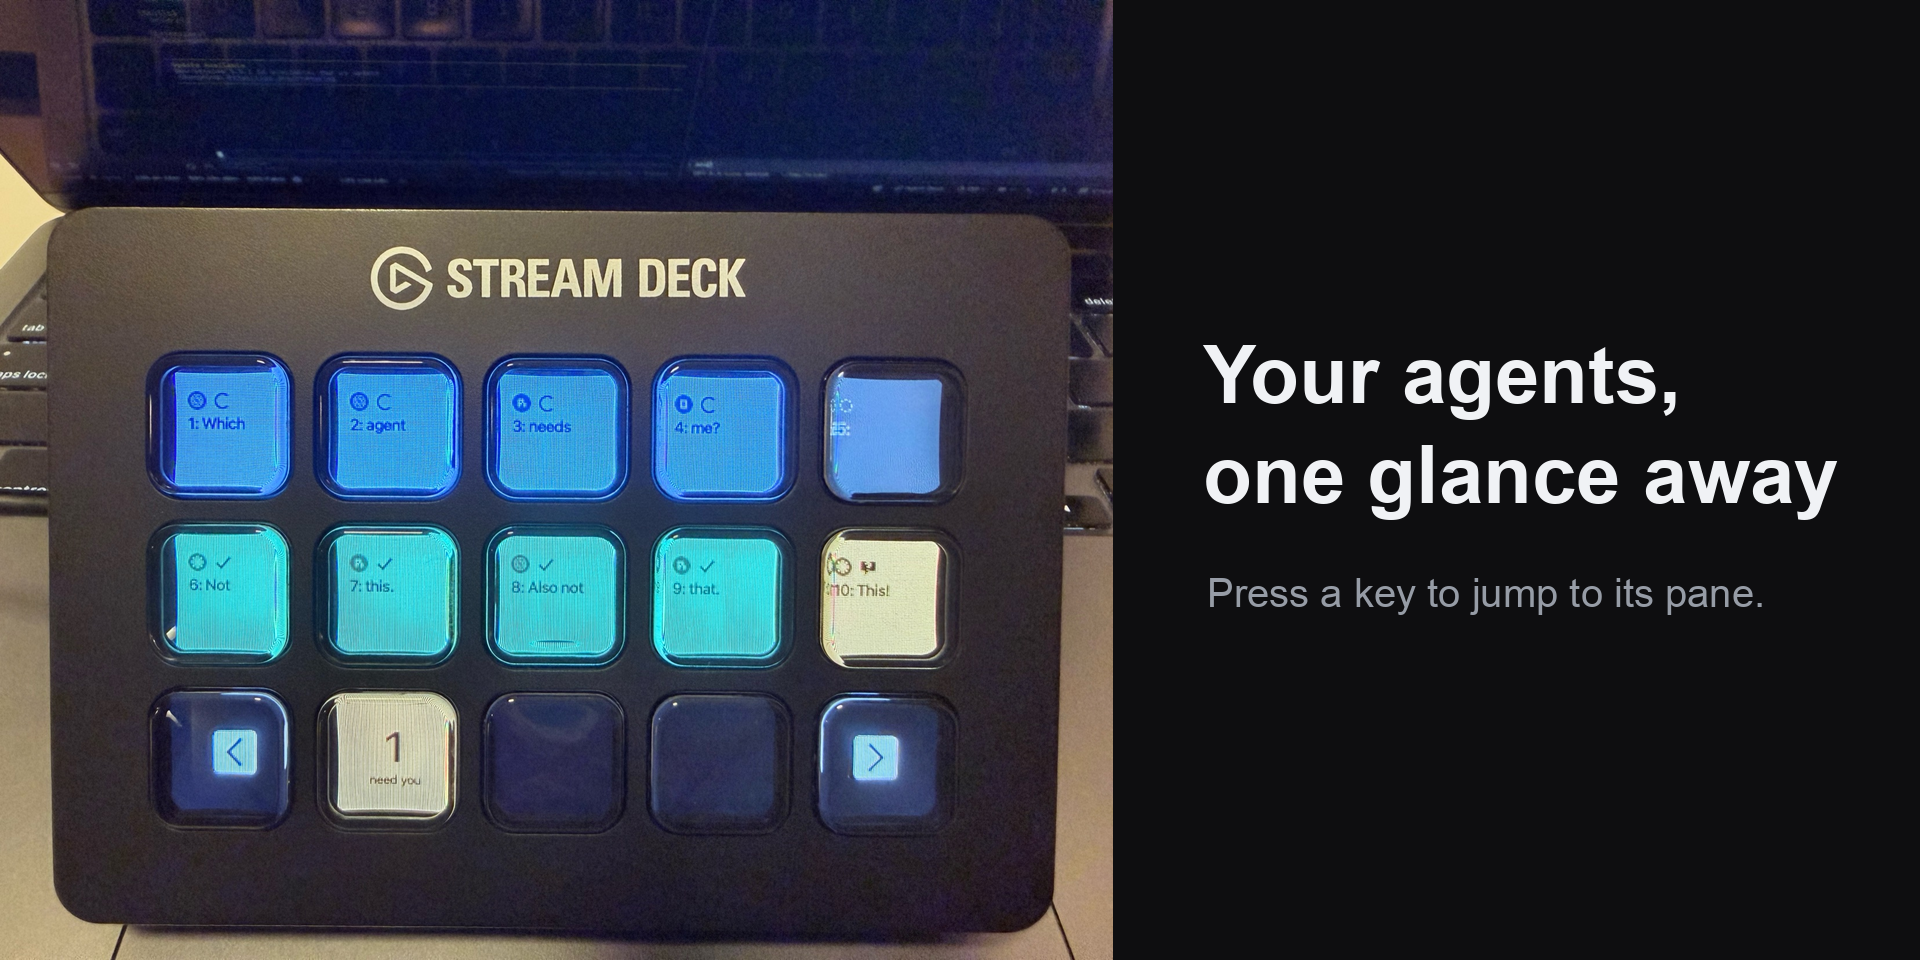 STREAM DECK
1: Which
2: agent
3: needs
4: me?
6: Not
7: this.
8: Also not
9: that.
10: This!
1
need you
tab
Your agents,
one glance away
Press a key to jump to its pane.